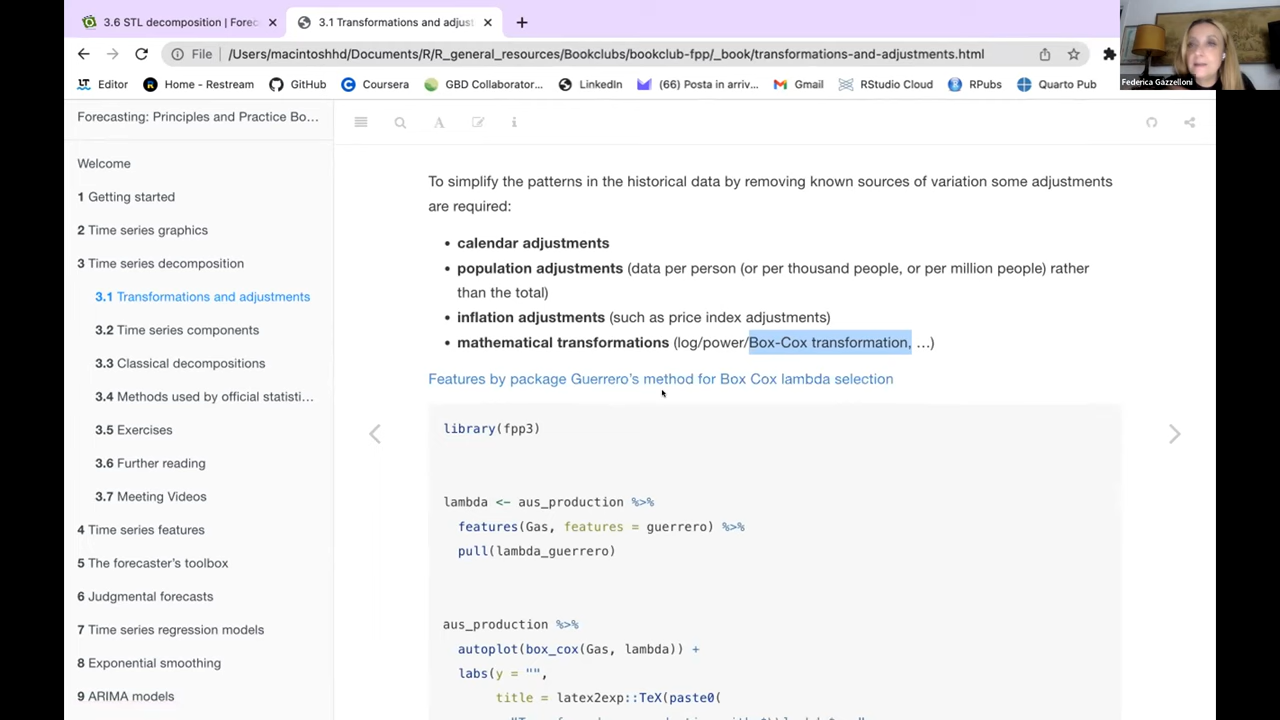 3.6 STL decomposition | Forec
3.1 Transformations and adjust
File /Users/macintoshhd/Documents/R/R_general_resources/Bookclubs/bookclub-fpp/_book/transformations-and-adjustments.html
Editor Home - Restream GitHub Coursera GBD Collaborator... LinkedIn (66) Posta in arriv... Gmail RStudio Cloud RPubs Quarto Pub
Federica Gazzelloni
Forecasting: Principles and Practice Bo...
Welcome
1 Getting started
2 Time series graphics
3 Time series decomposition
3.1 Transformations and adjustments
3.2 Time series components
3.3 Classical decompositions
3.4 Methods used by official statisti...
3.5 Exercises
3.6 Further reading
3.7 Meeting Videos
4 Time series features
5 The forecaster's toolbox
6 Judgmental forecasts
7 Time series regression models
8 Exponential smoothing
9 ARIMA models
To simplify the patterns in the historical data by removing known sources of variation some adjustments
are required:
• calendar adjustments
• population adjustments (data per person (or per thousand people, or per million people) rather
than the total)
• inflation adjustments (such as price index adjustments)
• mathematical transformations (log/power/Box-Cox transformation, …)
Features by package Guerrero's method for Box Cox lambda selection
library(fpp3)
lambda <- aus_production %>%
features(Gas, features = guerrero) %>%
pull(lambda_guerrero)
aus_production %>%
autoplot(box_cox(Gas, lambda)) +
labs(y = "",
title = latex2exp::TeX(paste0(